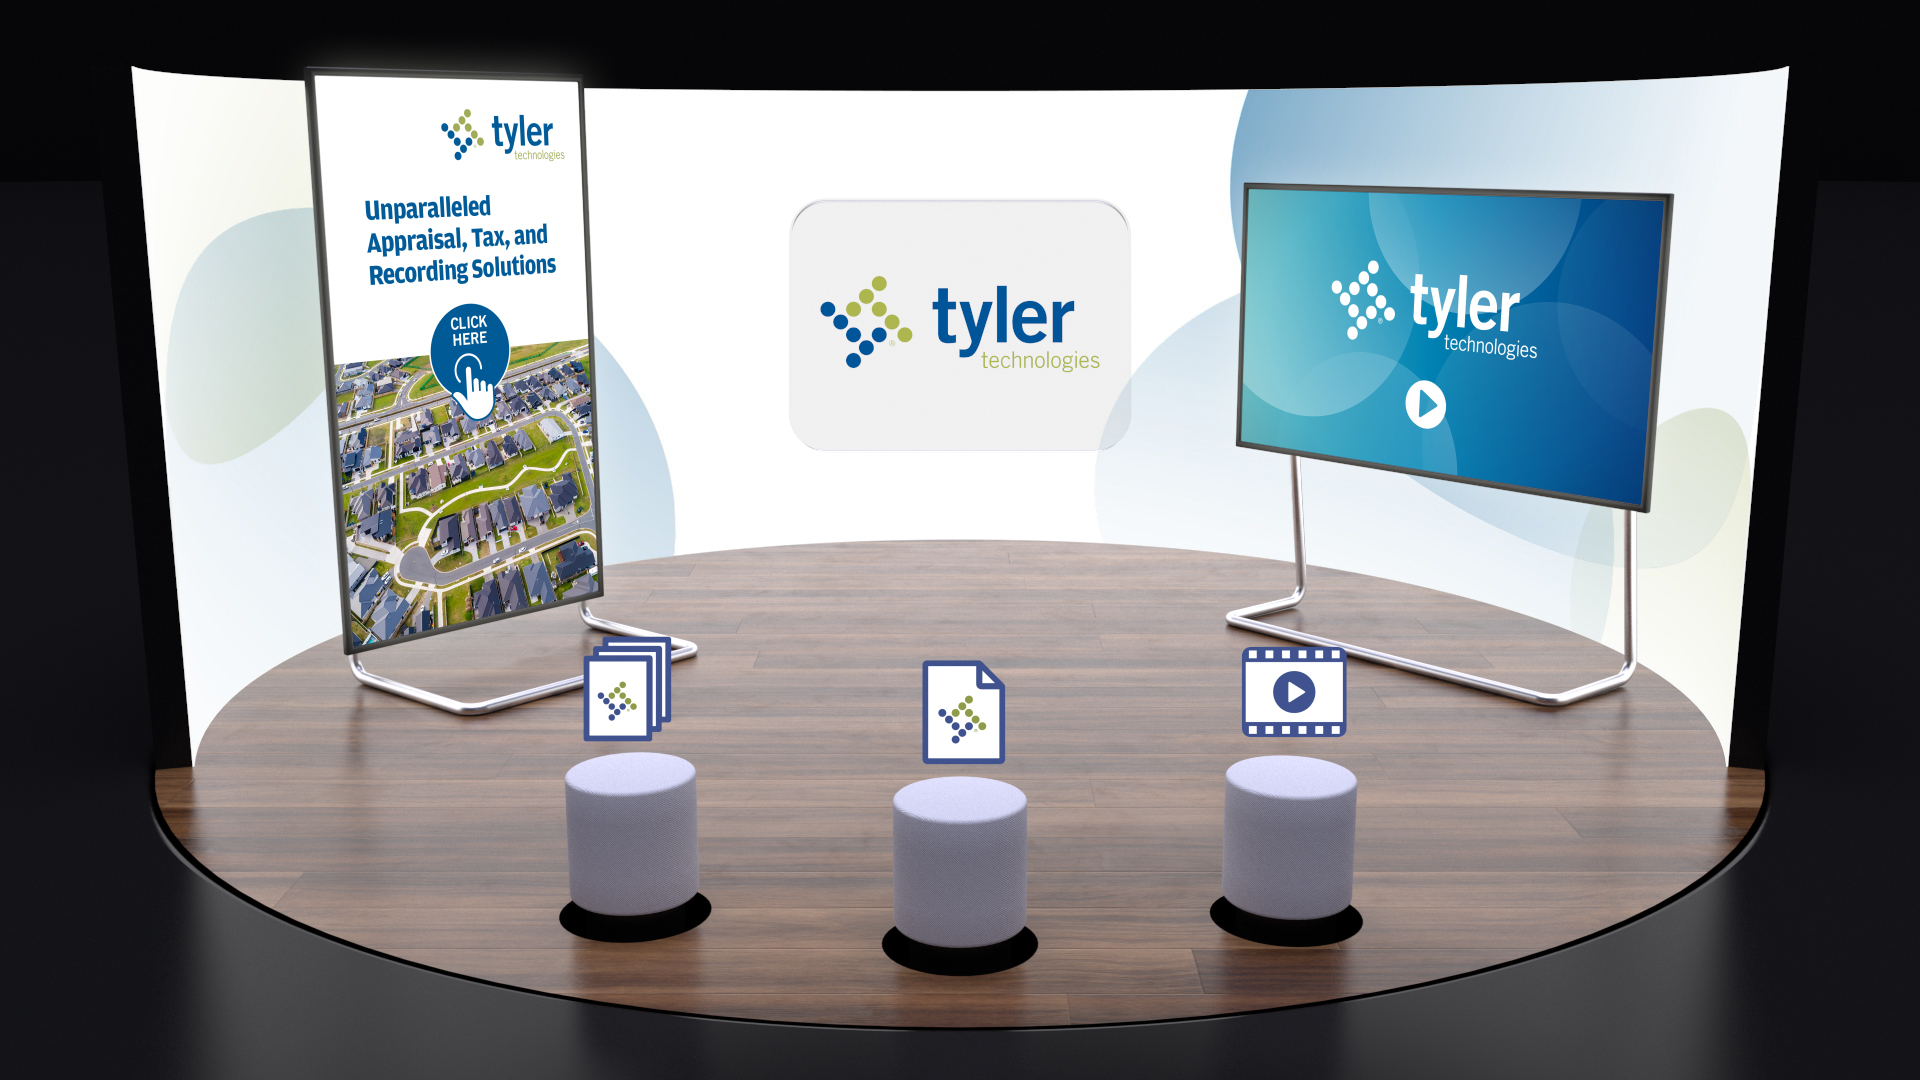 tyler
technologies
Unparalleled
Appraisal, Tax, and
Recording Solutions
CLICK
HERE
tyler
technologies
tyler
technologies